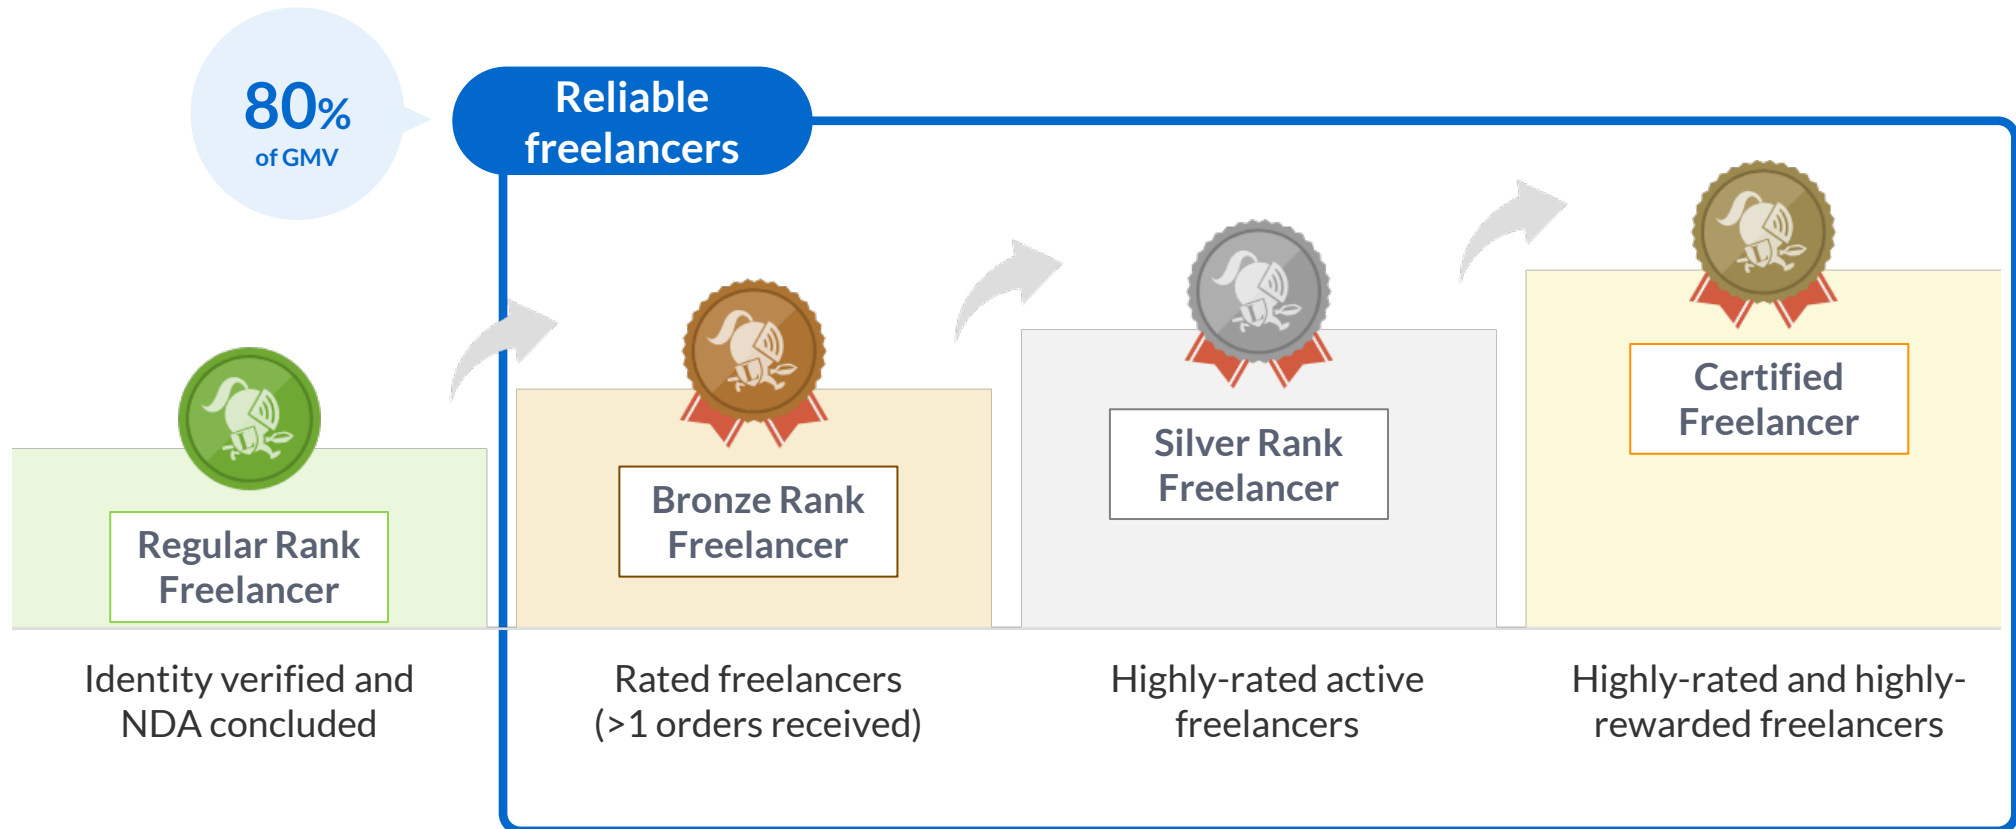 80%
of GMV
Reliable
freelancers
Regular Rank
Freelancer
Bronze Rank
Freelancer
Silver Rank
Freelancer
Certified
Freelancer
Identity verified and
NDA concluded
Rated freelancers
(>1 orders received)
Highly-rated active
freelancers
Highly-rated and highly-
rewarded freelancers